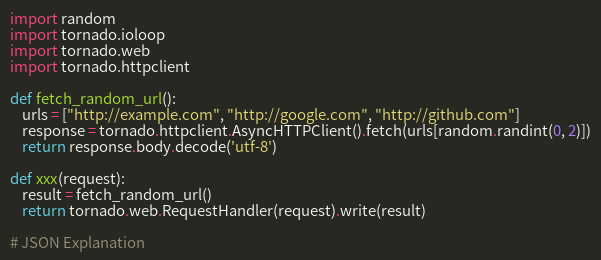 import random
import tornado.ioloop
import tornado.web
import tornado.httpclient

def fetch_random_url():
    urls = ["http://example.com", "http://google.com", "http://github.com"]
    response = tornado.httpclient.AsyncHTTPClient().fetch(urls[random.randint(0, 2)])
    return response.body.decode('utf-8')

def xxx(request):
    result = fetch_random_url()
    return tornado.web.RequestHandler(request).write(result)

# JSON Explanation